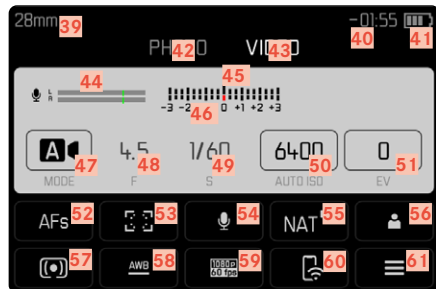 28mm 39 -01:55 40 41
PHOTO 42 VIDEO 43
44 45
L
R
-3 -2 46 0 +1 +2 +3
A 47 4.5 48 1/60 49 6400 50 0 51
MODE F S AUTO ISO EV
AFs 52 53 54 NAT 55 56
57 AWB 58 1080P 60 fps 59 60 61